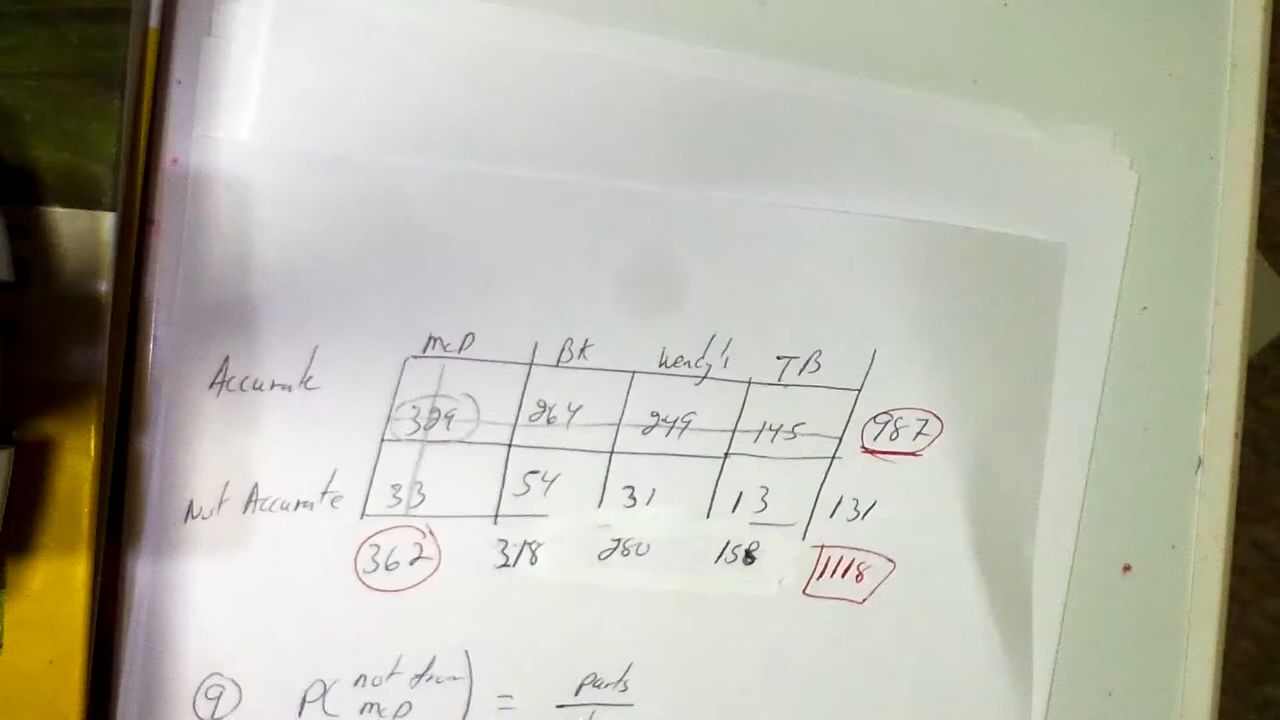 McD BK Wendy's TB
Accurate 329 264 249 145 987
Not Accurate 33 54 31 13 131
362 318 280 158 1118
9 P( not from ) = parts
McD